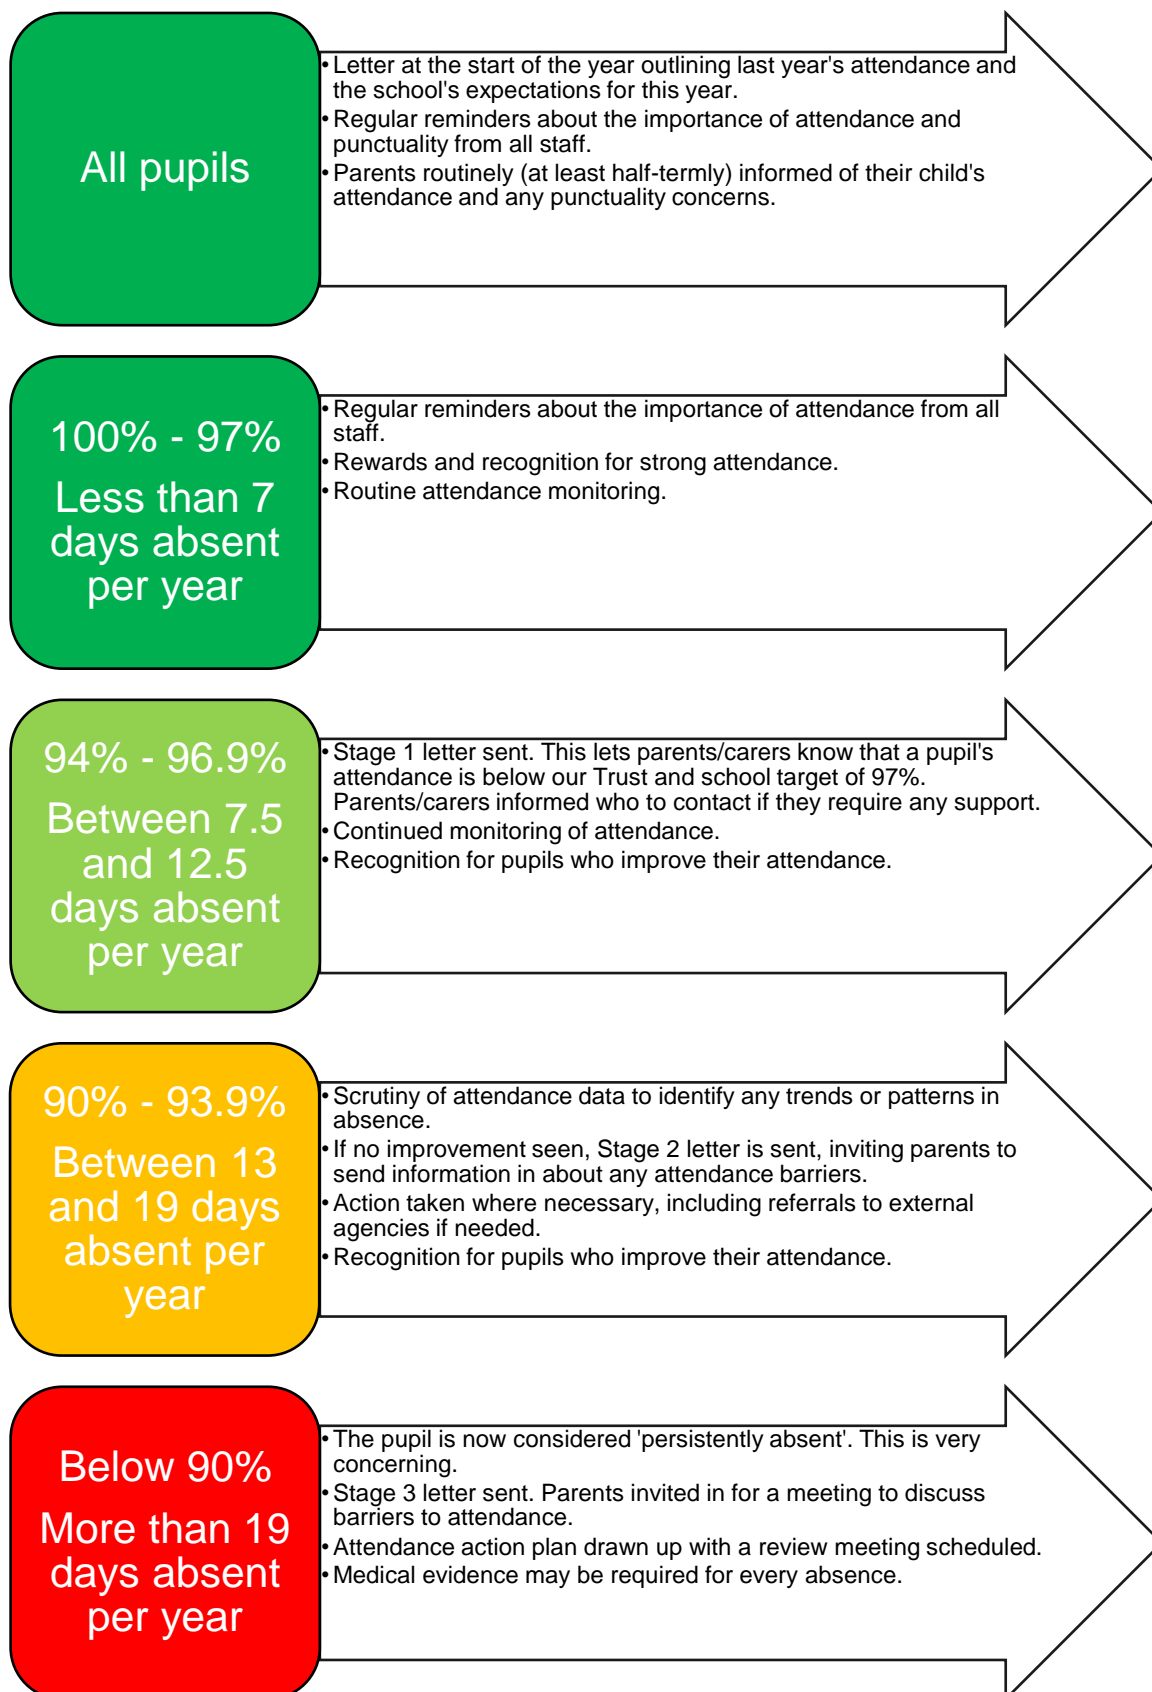 All pupils
• Letter at the start of the year outlining last year's attendance and
the school's expectations for this year.
• Regular reminders about the importance of attendance and
punctuality from all staff.
• Parents routinely (at least half-termly) informed of their child's
attendance and any punctuality concerns.
100% - 97%
Less than 7
days absent
per year
• Regular reminders about the importance of attendance from all
staff.
• Rewards and recognition for strong attendance.
• Routine attendance monitoring.
94% - 96.9%
Between 7.5
and 12.5
days absent
per year
• Stage 1 letter sent. This lets parents/carers know that a pupil's
attendance is below our Trust and school target of 97%.
Parents/carers informed who to contact if they require any support.
• Continued monitoring of attendance.
• Recognition for pupils who improve their attendance.
90% - 93.9%
Between 13
and 19 days
absent per
year
• Scrutiny of attendance data to identify any trends or patterns in
absence.
• If no improvement seen, Stage 2 letter is sent, inviting parents to
send information in about any attendance barriers.
• Action taken where necessary, including referrals to external
agencies if needed.
• Recognition for pupils who improve their attendance.
Below 90%
More than 19
days absent
per year
• The pupil is now considered 'persistently absent'. This is very
concerning.
• Stage 3 letter sent. Parents invited in for a meeting to discuss
barriers to attendance.
• Attendance action plan drawn up with a review meeting scheduled.
• Medical evidence may be required for every absence.